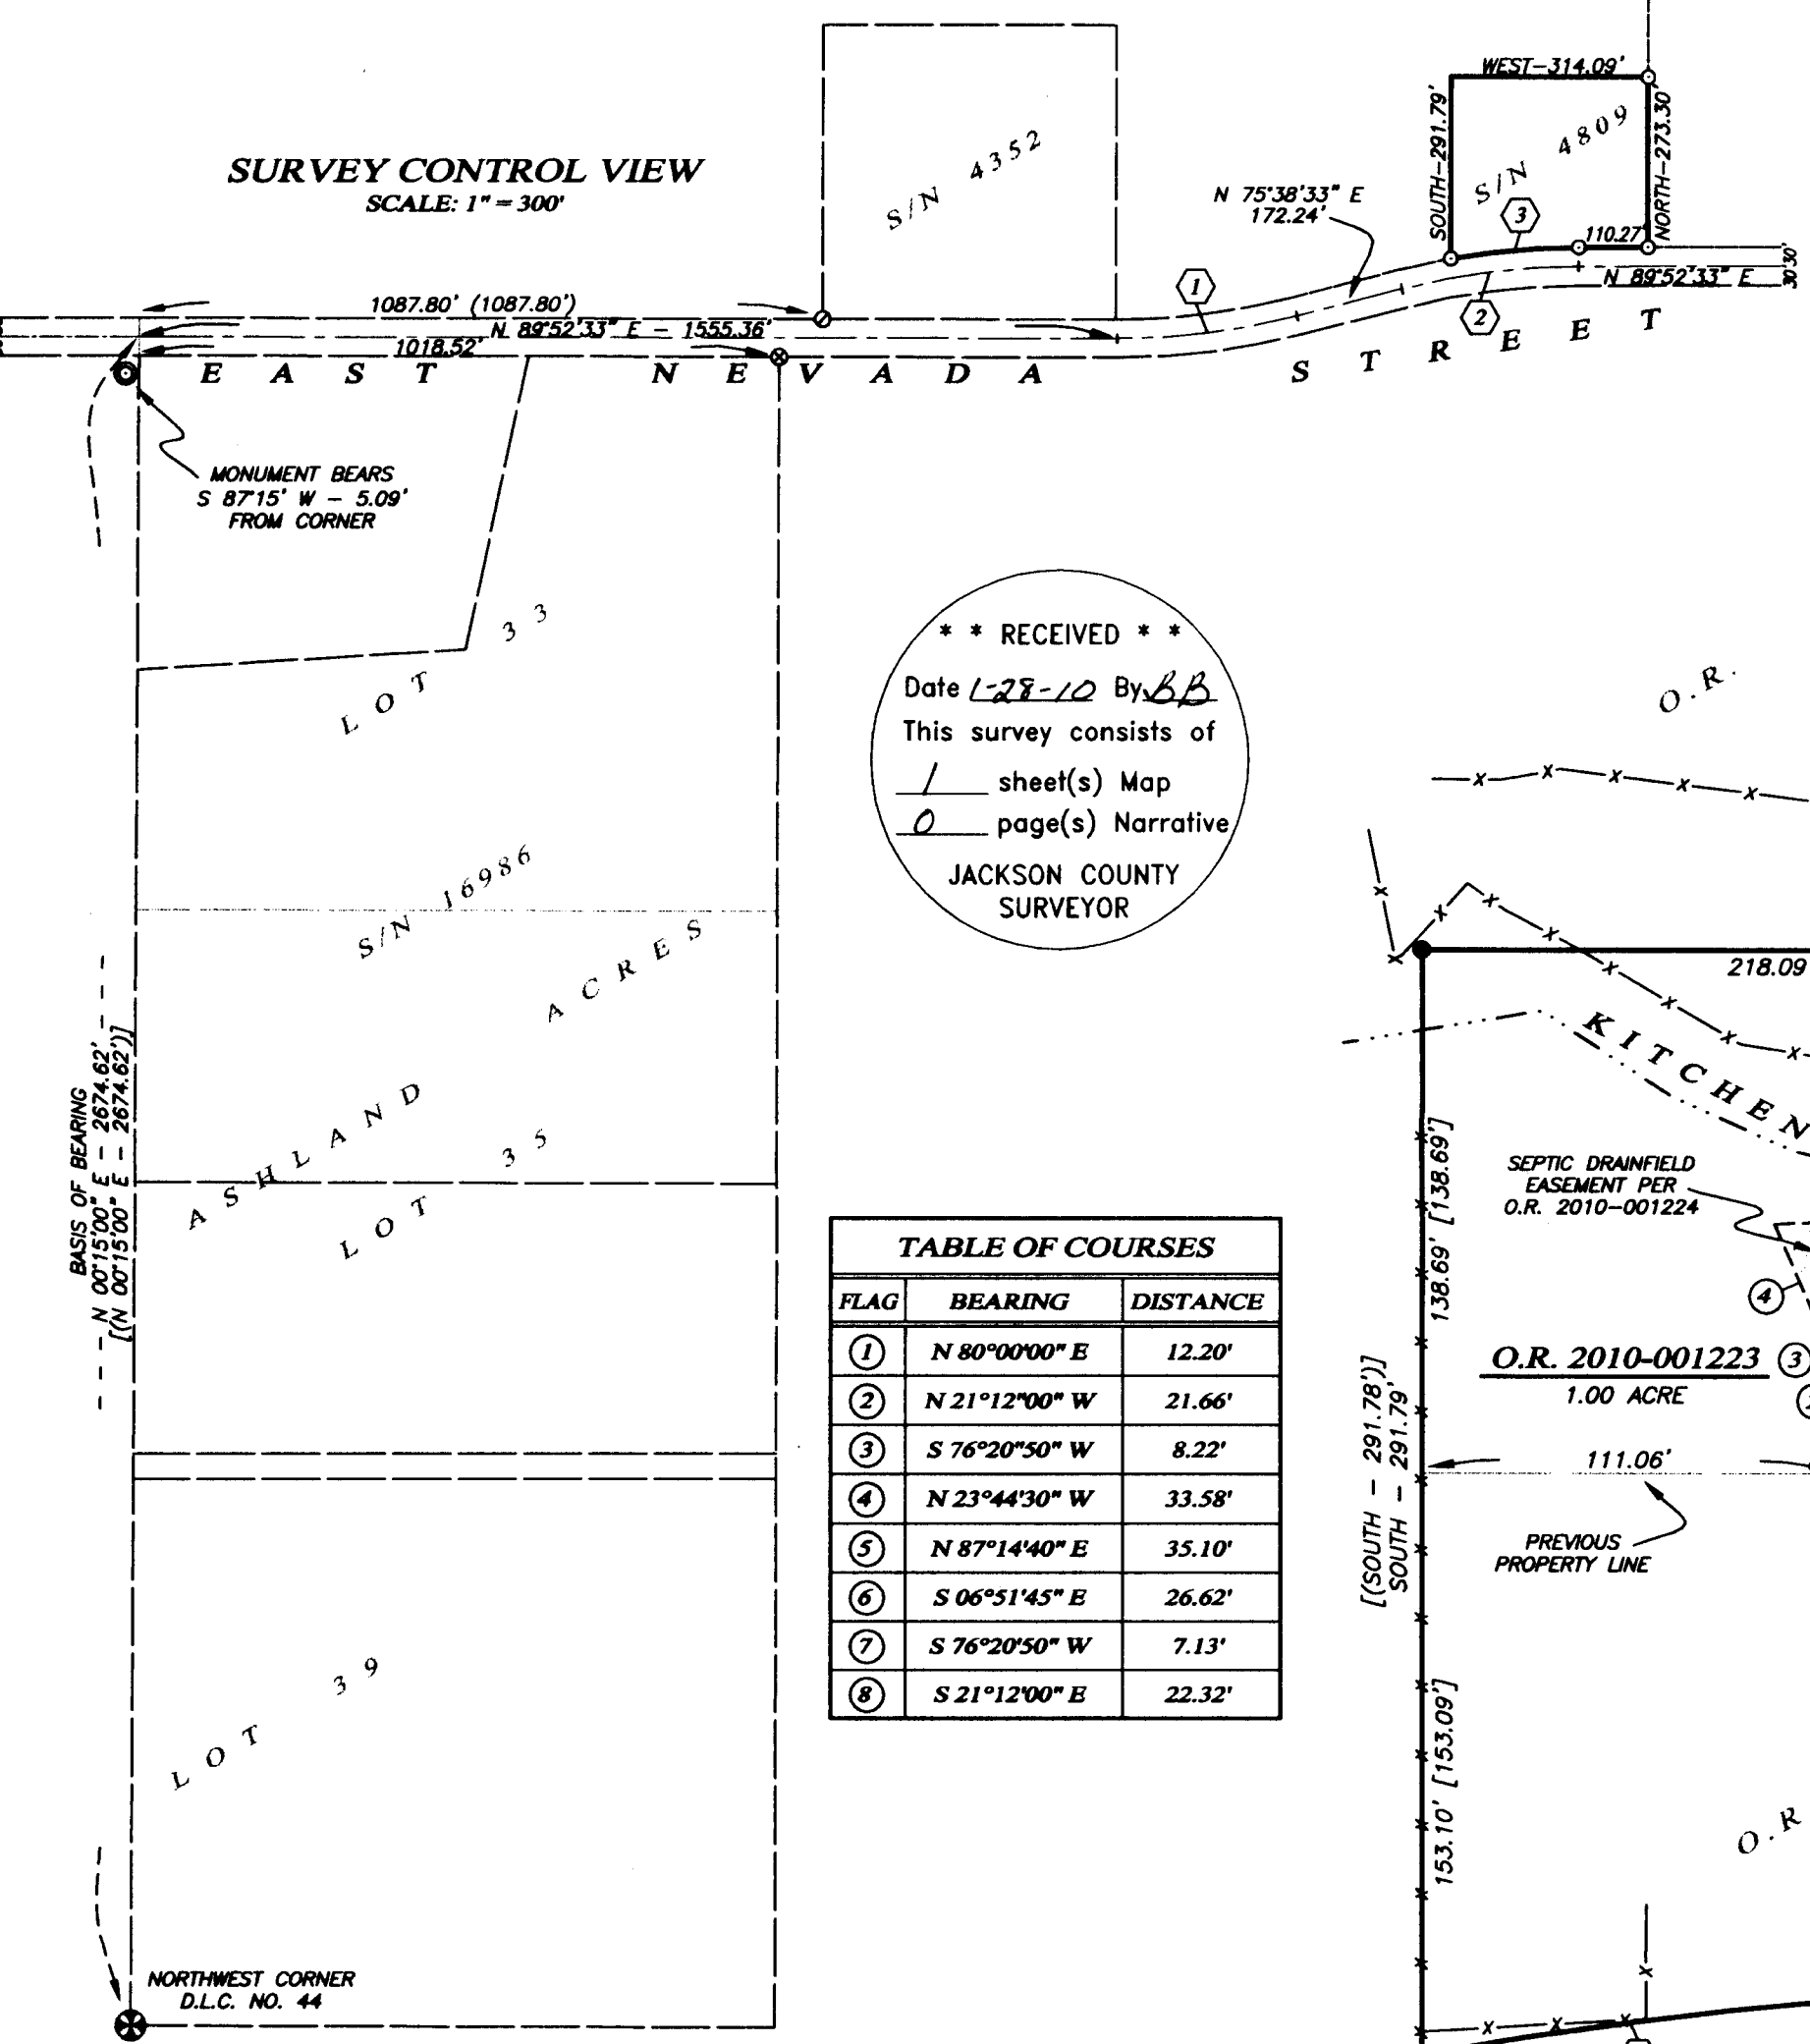 SURVEY CONTROL VIEW
SCALE: 1" = 300'
S/N 4352
WEST-314.09'
SOUTH-291.79'
S/N 4809
NORTH-273.30'
N 75°38'33" E
172.24'
3
110.27'
N 89°52'33" E
30'
30'
1
2
1087.80' (1087.80')
N 89°52'33" E - 1555.36'
1018.52'
EAST NEVADA STREET
MONUMENT BEARS
S 87°15' W - 5.09'
FROM CORNER
LOT 33
S/N 16986
ASHLAND ACRES
LOT 35
BASIS OF BEARING
N 00°15'00" E - 2674.62'
[(N 00°15'00" E - 2674.62')]
LOT 39
NORTHWEST CORNER
D.L.C. NO. 44
* * RECEIVED * *
Date 1-28-10 By BB
This survey consists of
1 sheet(s) Map
0 page(s) Narrative
JACKSON COUNTY
SURVEYOR
TABLE OF COURSES
FLAG BEARING DISTANCE
1 N 80°00'00" E 12.20'
2 N 21°12"00" W 21.66'
3 S 76°20"50" W 8.22'
4 N 23°44'30" W 33.58'
5 N 87°14'40" E 35.10'
6 S 06°51'45" E 26.62'
7 S 76°20'50" W 7.13'
8 S 21°12'00" E 22.32'
O.R.
218.09
KITCHEN
138.69' [138.69']
SEPTIC DRAINFIELD
EASEMENT PER
O.R. 2010-001224
4
O.R. 2010-001223
3
1.00 ACRE
[(SOUTH - 291.78')]
SOUTH - 291.79'
111.06'
PREVIOUS
PROPERTY LINE
153.10' [153.09']
O.R